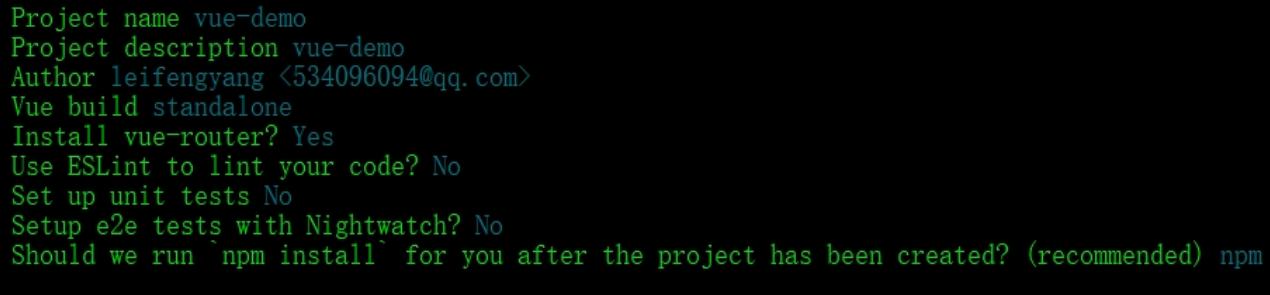 Project name vue-demo
Project description vue-demo
Author leifengyang <534096094@qq.com>
Vue build standalone
Install vue-router? Yes
Use ESLint to lint your code? No
Set up unit tests No
Setup e2e tests with Nightwatch? No
Should we run `npm install` for you after the project has been created? (recommended) npm